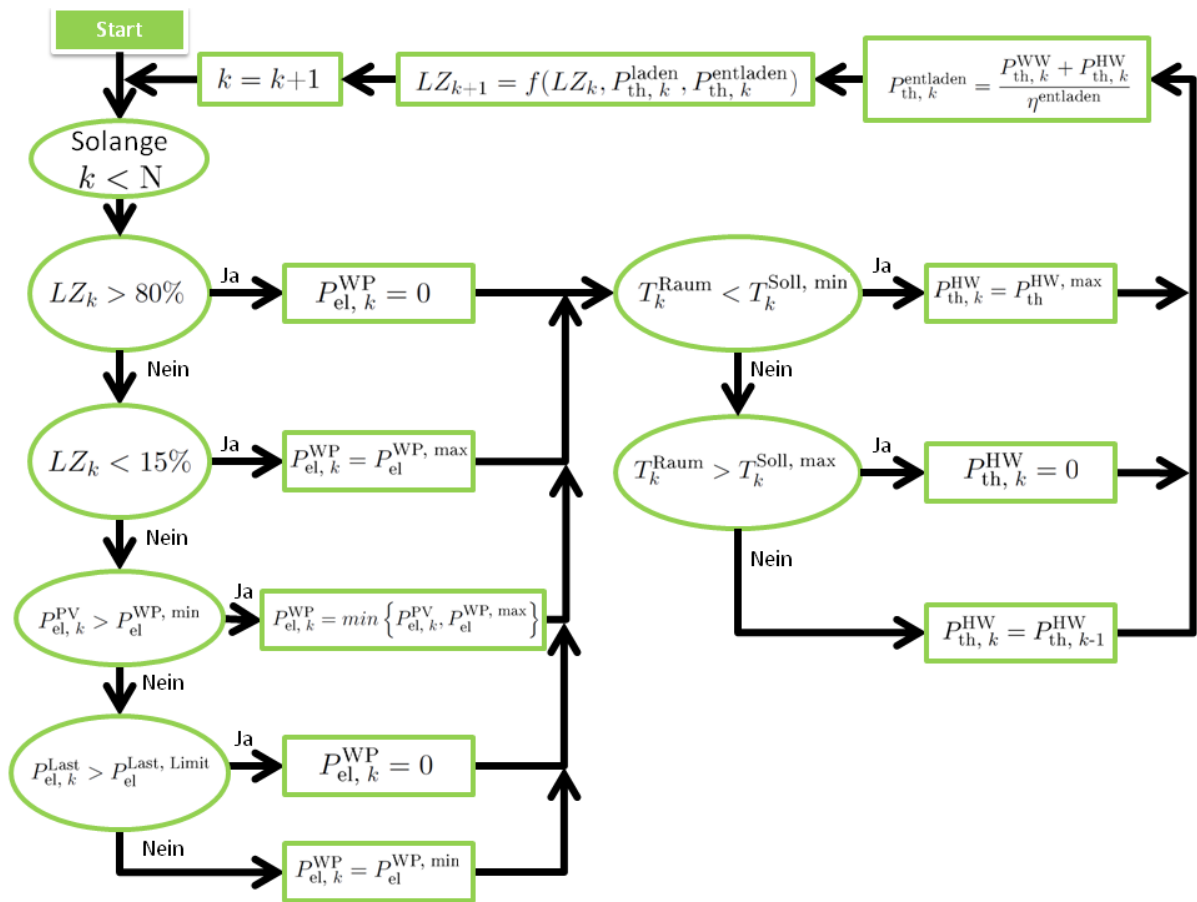 Start
k = k+1
LZ_{k+1} = f(LZ_k, P_{th, k}^{laden}, P_{th, k}^{entladen})
P_{th, k}^{entladen} = \frac{P_{th, k}^{WW} + P_{th, k}^{HW}}{η^{entladen}}
Solange
k < N
LZ_k > 80%
Ja
P_{el, k}^{WP} = 0
T_k^{Raum} < T_k^{Soll, min}
Ja
P_{th, k}^{HW} = P_{th}^{HW, max}
Nein
Nein
LZ_k < 15%
Ja
P_{el, k}^{WP} = P_{el}^{WP, max}
T_k^{Raum} > T_k^{Soll, max}
Ja
P_{th, k}^{HW} = 0
Nein
Nein
P_{el, k}^{PV} > P_{el}^{WP, min}
Ja
P_{el, k}^{WP} = min {P_{el, k}^{PV}, P_{el}^{WP, max}}
P_{th, k}^{HW} = P_{th, k-1}^{HW}
Nein
P_{el, k}^{Last} > P_{el}^{Last, Limit}
Ja
P_{el, k}^{WP} = 0
Nein
P_{el, k}^{WP} = P_{el}^{WP, min}